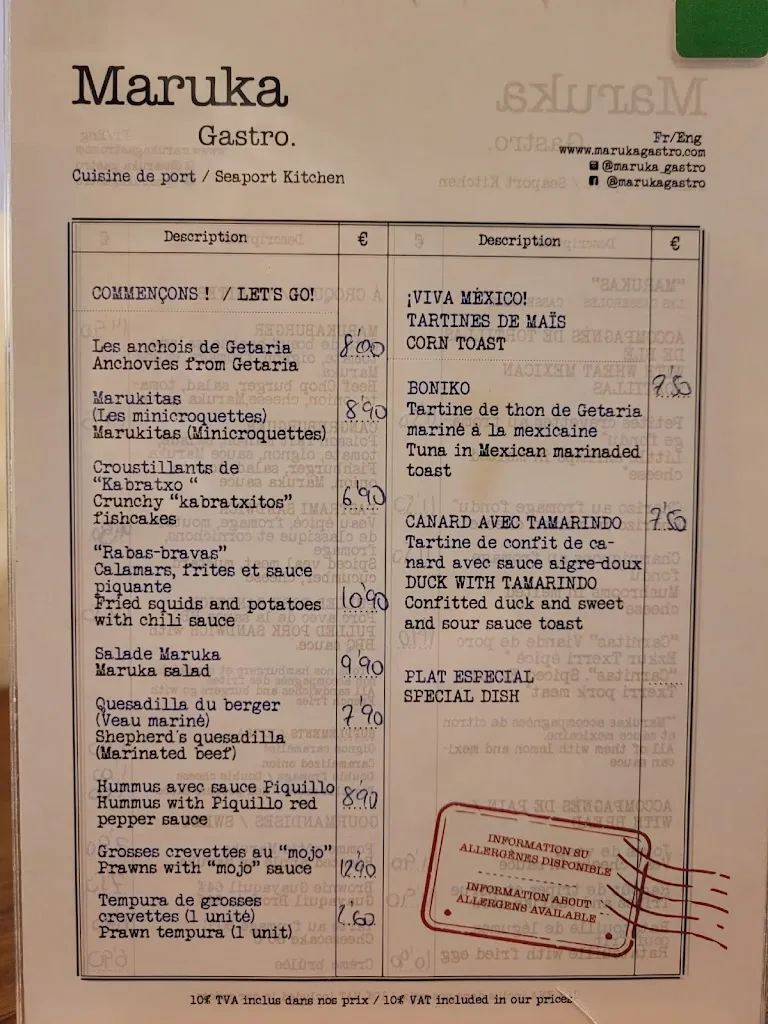 Maruka
Gastro.
Cuisine de port / Seaport Kitchen
Fr/Eng
www.marukagastro.com
@maruka_gastro
@marukagastro
Description €
COMMENÇONS ! / LET'S GO!
Les anchois de Getaria 8'00
Anchovies from Getaria
Marukitas
(Les minicroquettes) 8'90
Marukitas (Minicroquettes)
Croustillants de
"Kabratxo "
Crunchy "kabratxitos" 6'90
fishcakes
"Rabas-bravas"
Calamars, frites et sauce
piquante
Fried squids and potatoes 10'90
with chili sauce
Salade Maruka
Maruka salad 9'90
Quesadilla du berger
(Veau mariné) 7'90
Shepherd's quesadilla
(Marinated beef)
Hummus avec sauce Piquillo
Hummus with Piquillo red 8'90
pepper sauce
Grosses crevettes au "mojo"
Prawns with "mojo" sauce 12'90
Tempura de grosses
crevettes (1 unité)
Prawn tempura (1 unit)
Description €
¡VIVA MÉXICO!
TARTINES DE MAÏS
CORN TOAST
BONIKO 7'50
Tartine de thon de Getaria
mariné à la mexicaine
Tuna in Mexican marinaded
toast
CANARD AVEC TAMARINDO 7'50
Tartine de confit de ca-
nard avec sauce aigre-doux
DUCK WITH TAMARINDO
Confitted duck and sweet
and sour sauce toast
PLAT ESPECIAL
SPECIAL DISH
INFORMATION SU
ALLERGÈNES DISPONIBLE
INFORMATION ABOUT
ALLERGENS AVAILABLE
10% TVA inclus dans nos prix / 10% VAT included in our prices